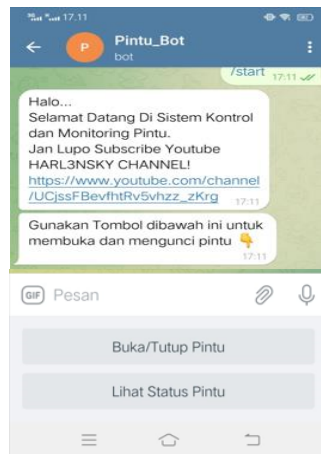 17.11
Pintu_Bot
P
bot
/start 17:11
Halo...
Selamat Datang Di Sistem Kontrol
dan Monitoring Pintu.
Jan Lupo Subscribe Youtube
HARL3NSKY CHANNEL!
https://www.youtube.com/channel
/UCjssFBevfhtRv5vhzz_zKrg 17:11
Gunakan Tombol dibawah ini untuk
membuka dan mengunci pintu 👇
17:11
GIF Pesan
Buka/Tutup Pintu
Lihat Status Pintu